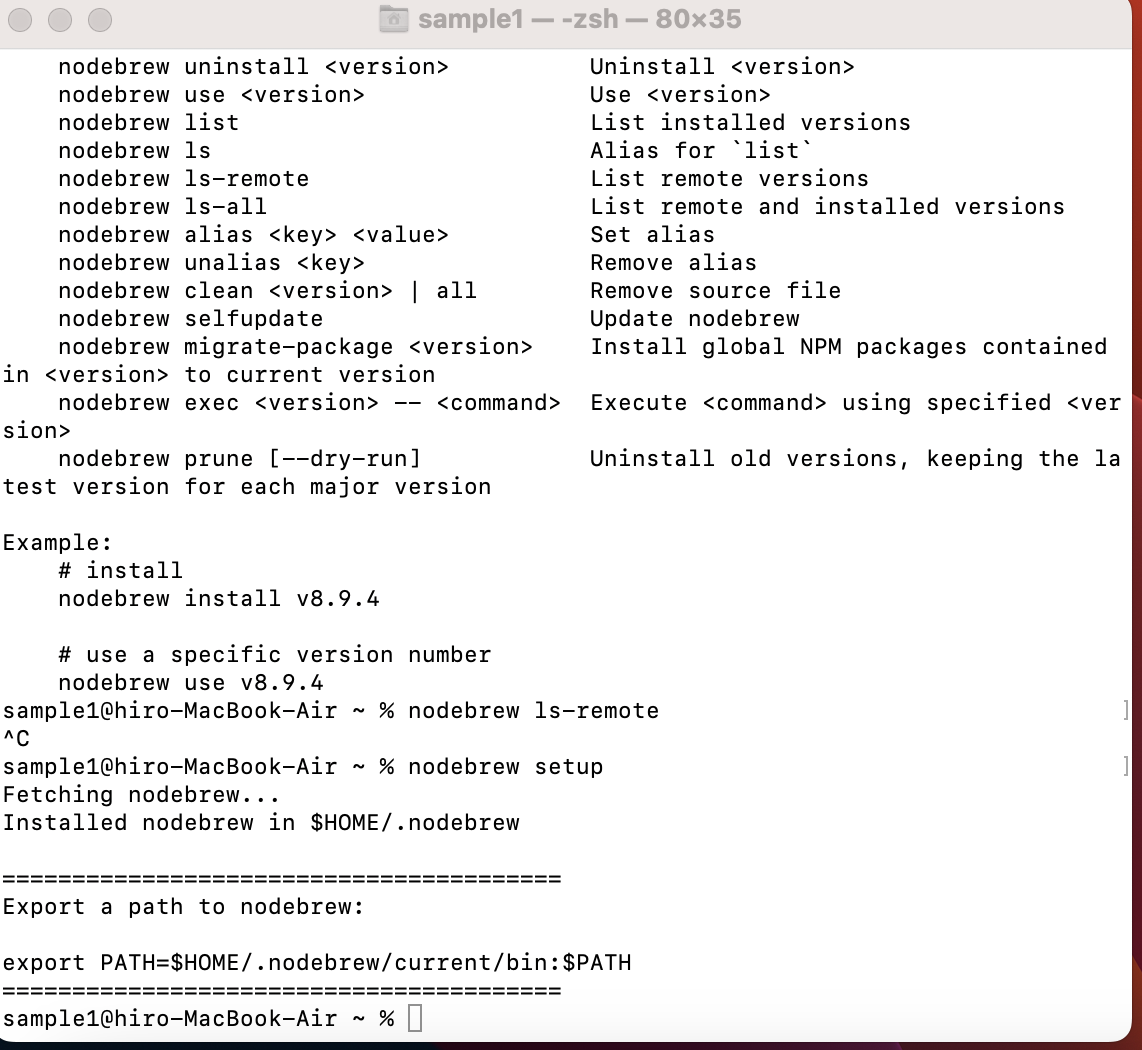 sample1 — -zsh — 80×35
nodebrew uninstall <version>          Uninstall <version>
nodebrew use <version>                Use <version>
nodebrew list                         List installed versions
nodebrew ls                           Alias for `list`
nodebrew ls-remote                    List remote versions
nodebrew ls-all                       List remote and installed versions
nodebrew alias <key> <value>          Set alias
nodebrew unalias <key>                Remove alias
nodebrew clean <version> | all        Remove source file
nodebrew selfupdate                   Update nodebrew
nodebrew migrate-package <version>    Install global NPM packages contained
in <version> to current version
nodebrew exec <version> -- <command>  Execute <command> using specified <ver
sion>
nodebrew prune [--dry-run]            Uninstall old versions, keeping the la
test version for each major version
Example:
# install
nodebrew install v8.9.4
# use a specific version number
nodebrew use v8.9.4
sample1@hiro-MacBook-Air ~ % nodebrew ls-remote ]
^C
sample1@hiro-MacBook-Air ~ % nodebrew setup ]
Fetching nodebrew...
Installed nodebrew in $HOME/.nodebrew
========================================
Export a path to nodebrew:
export PATH=$HOME/.nodebrew/current/bin:$PATH
========================================
sample1@hiro-MacBook-Air ~ %